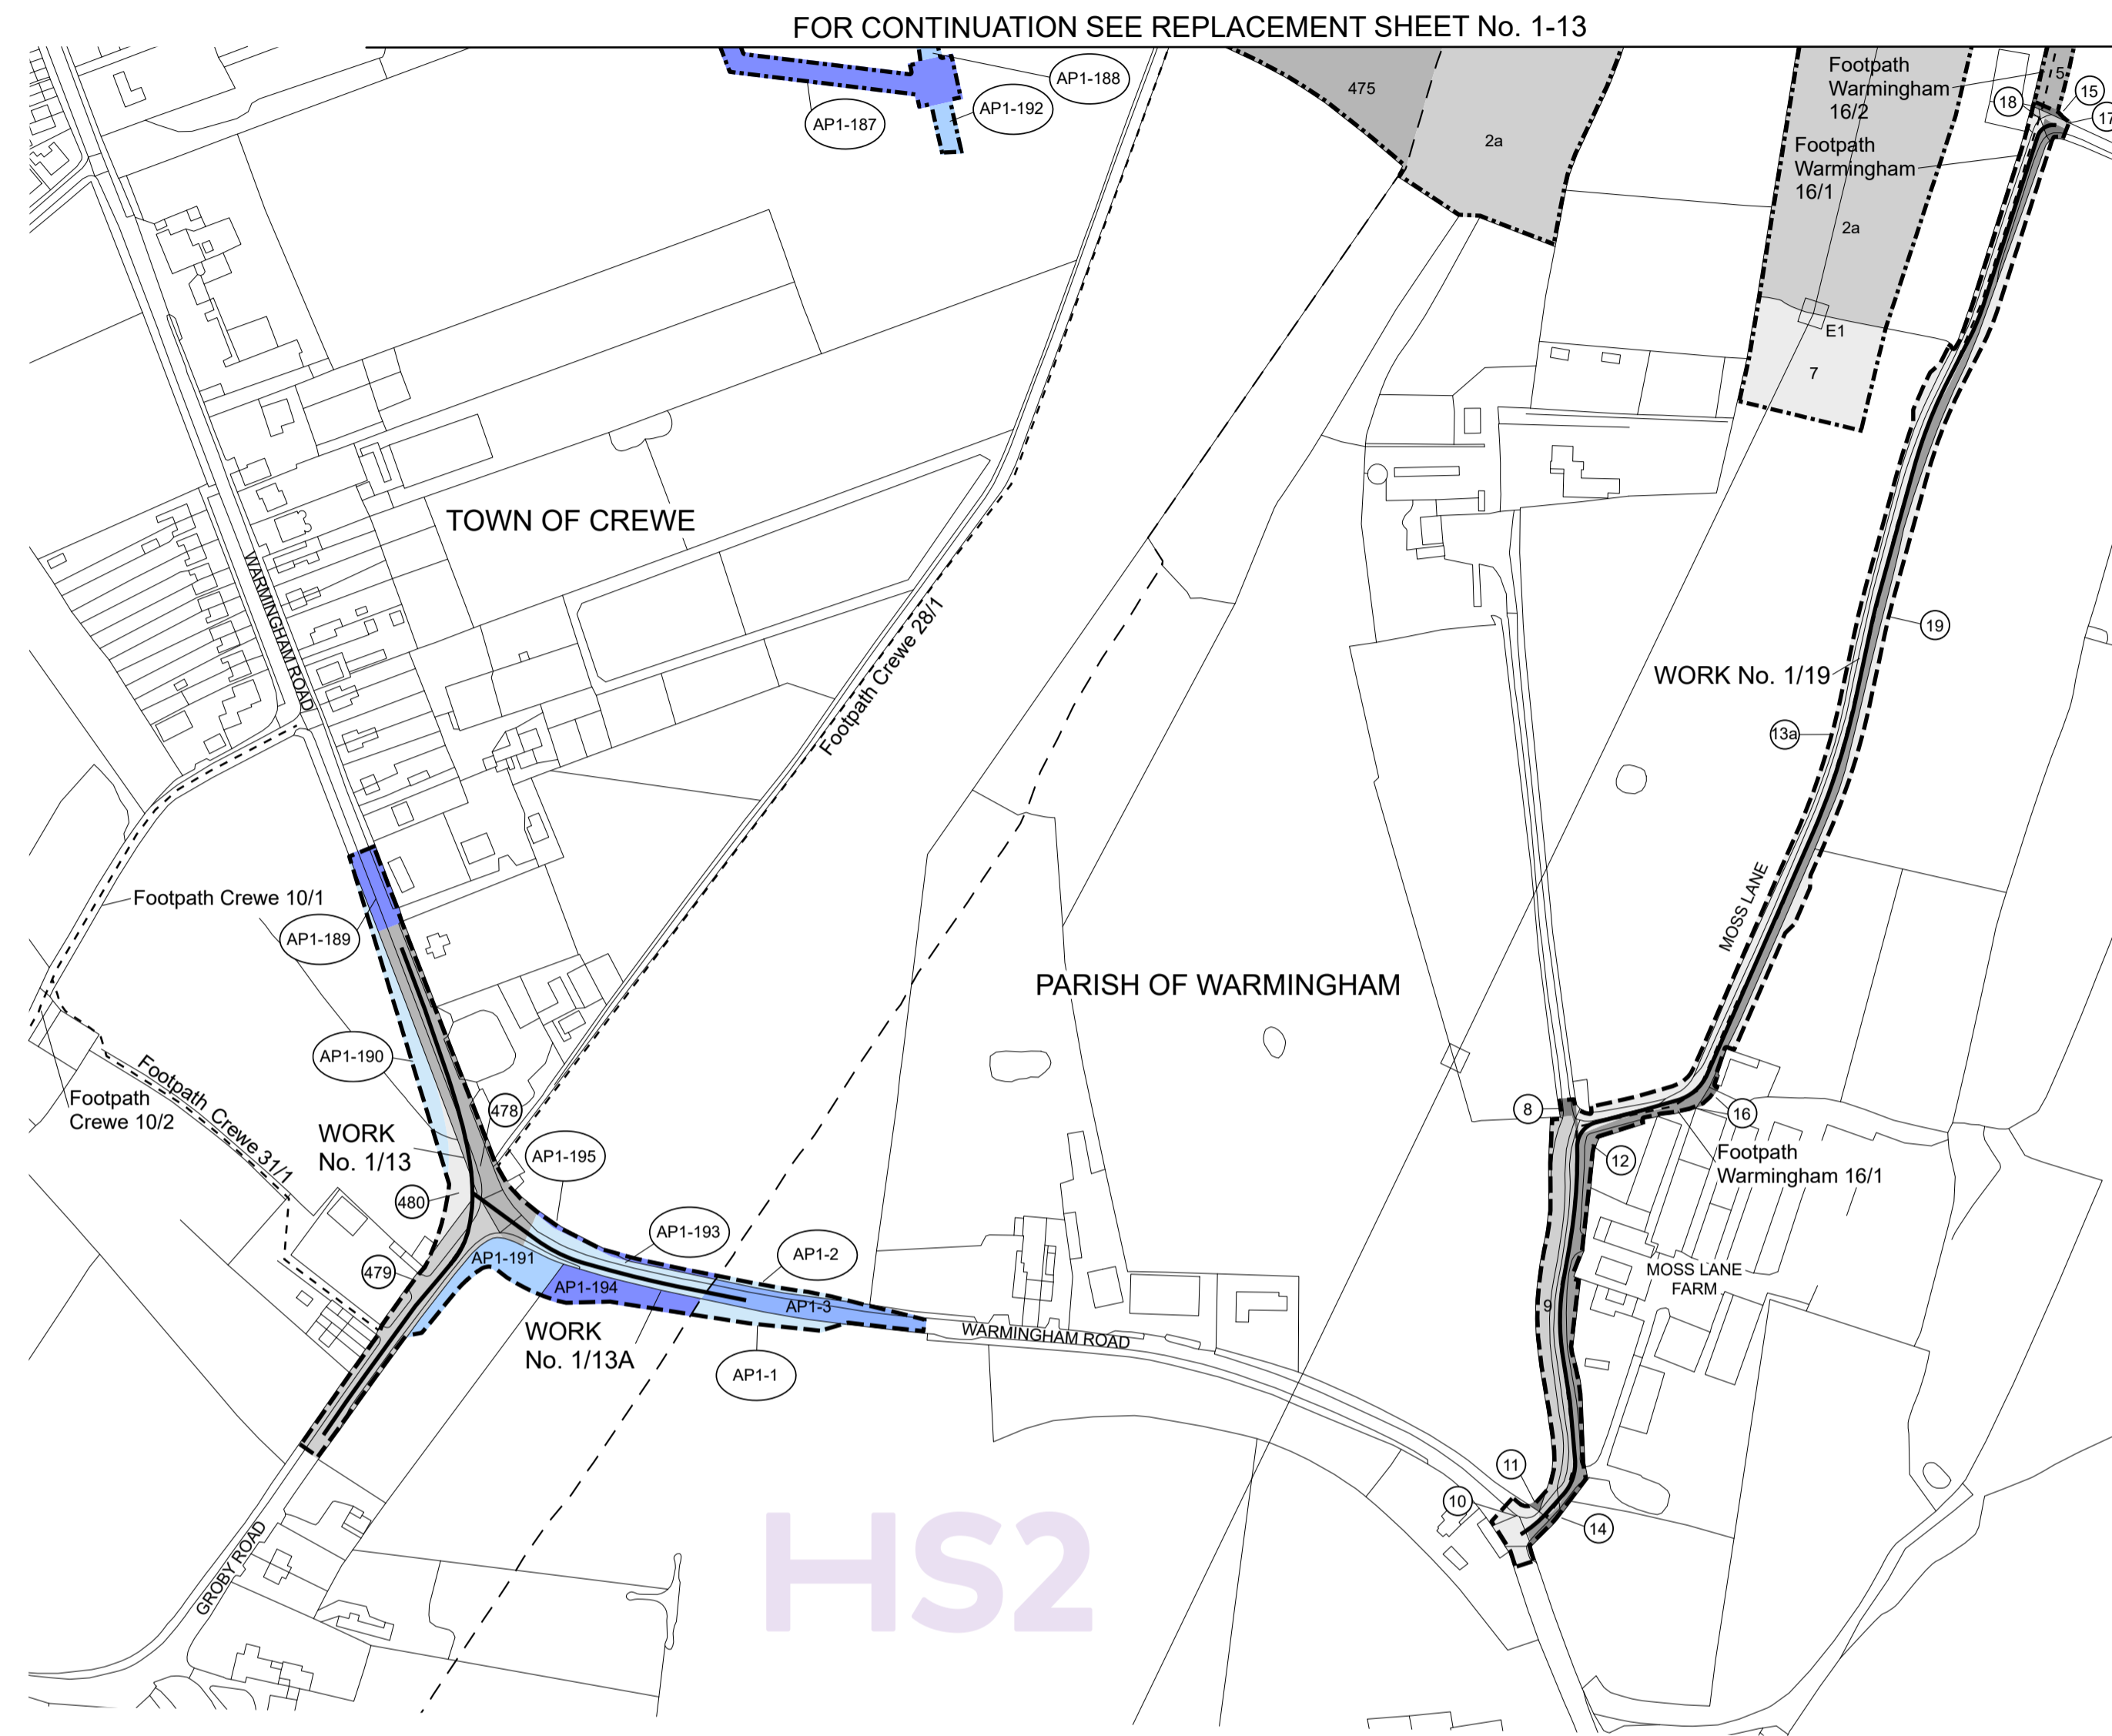 FOR CONTINUATION SEE REPLACEMENT SHEET No. 1-13
AP1-188
AP1-192
AP1-187
475
2a
Footpath
Warmingham
16/2
5
15
18
17
Footpath
Warmingham
16/1
2a
E1
7
TOWN OF CREWE
WARMINGHAM ROAD
Footpath Crewe 28/1
19
WORK No. 1/19
13a
MOSS LANE
Footpath Crewe 10/1
AP1-189
PARISH OF WARMINGHAM
AP1-190
Footpath Crewe 31/1
Footpath
Crewe 10/2
478
8
16
WORK
No. 1/13
AP1-195
12
Footpath
Warmingham 16/1
480
AP1-193
AP1-2
AP1-191
479
AP1-194
AP1-3
MOSS LANE
FARM
9
WORK
No. 1/13A
WARMINGHAM ROAD
AP1-1
11
10
14
GROBY ROAD
HS2